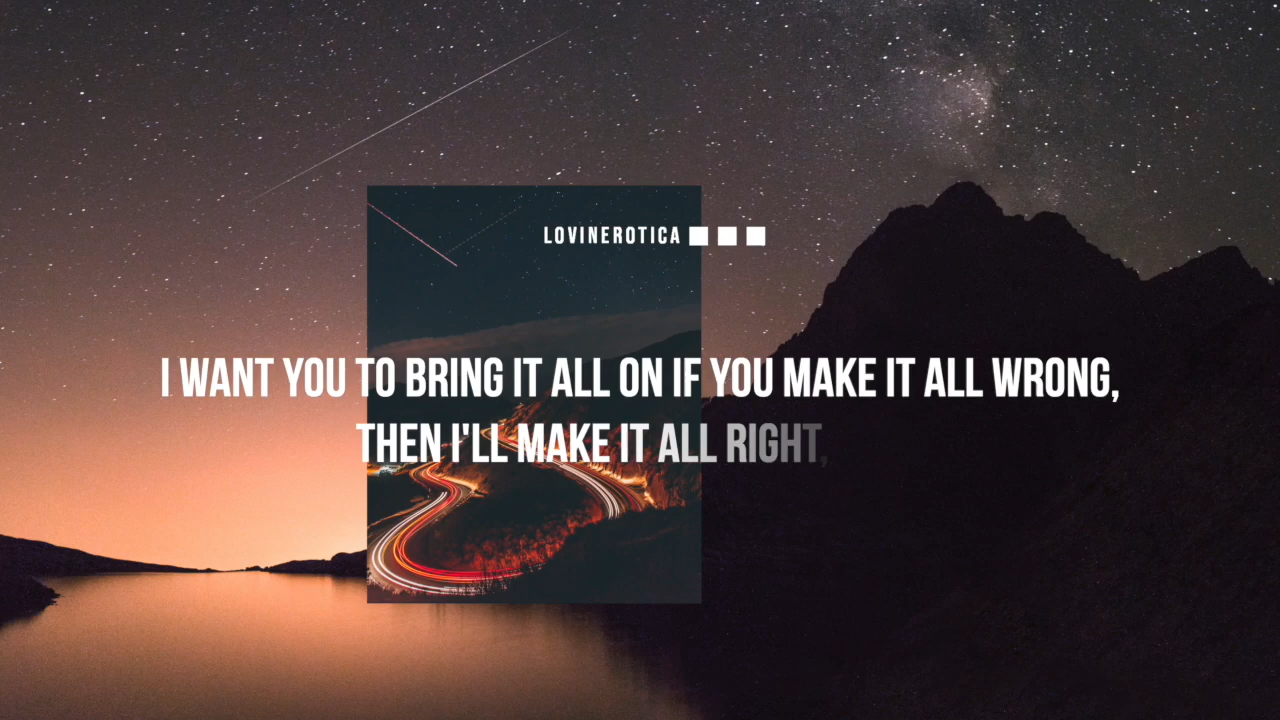 LOVINEROTICA
I WANT YOU TO BRING IT ALL ON IF YOU MAKE IT ALL WRONG,
THEN I'LL MAKE IT ALL RIGHT,